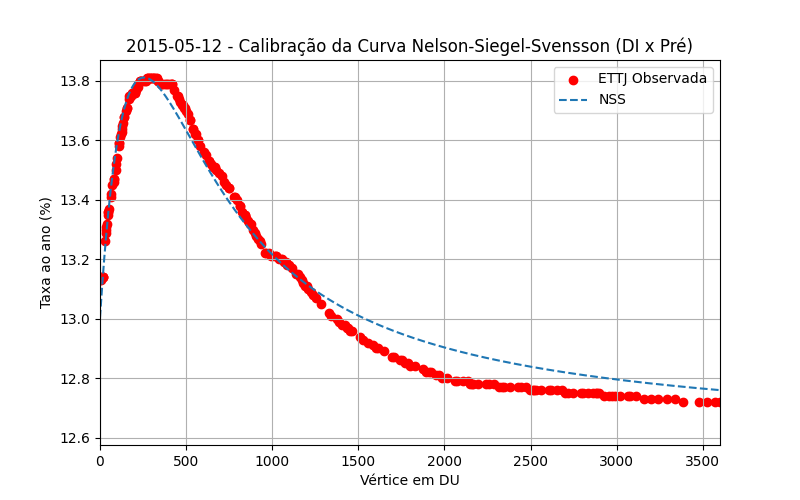 2015-05-12 - Calibração da Curva Nelson-Siegel-Svensson (DI x Pré)
ETTJ Observada
NSS
Taxa ao ano (%)
13.8
13.6
13.4
13.2
13.0
12.8
12.6
0 500 1000 1500 2000 2500 3000 3500
Vértice em DU